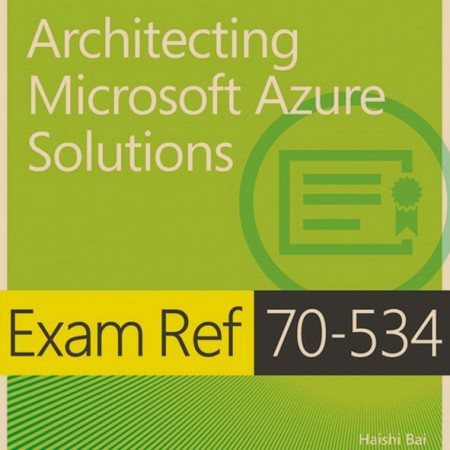 Architecting
Microsoft Azure
Solutions
Exam Ref 70-534
Haishi Bai